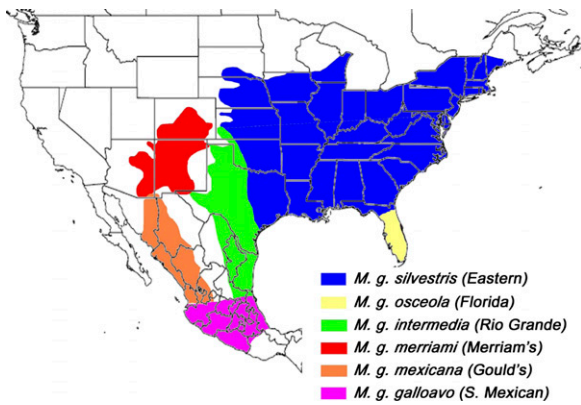 M. g. silvestris (Eastern)
M. g. osceola (Florida)
M. g. intermedia (Rio Grande)
M. g. merriami (Merriam's)
M. g. mexicana (Gould's)
M. g. galloavo (S. Mexican)